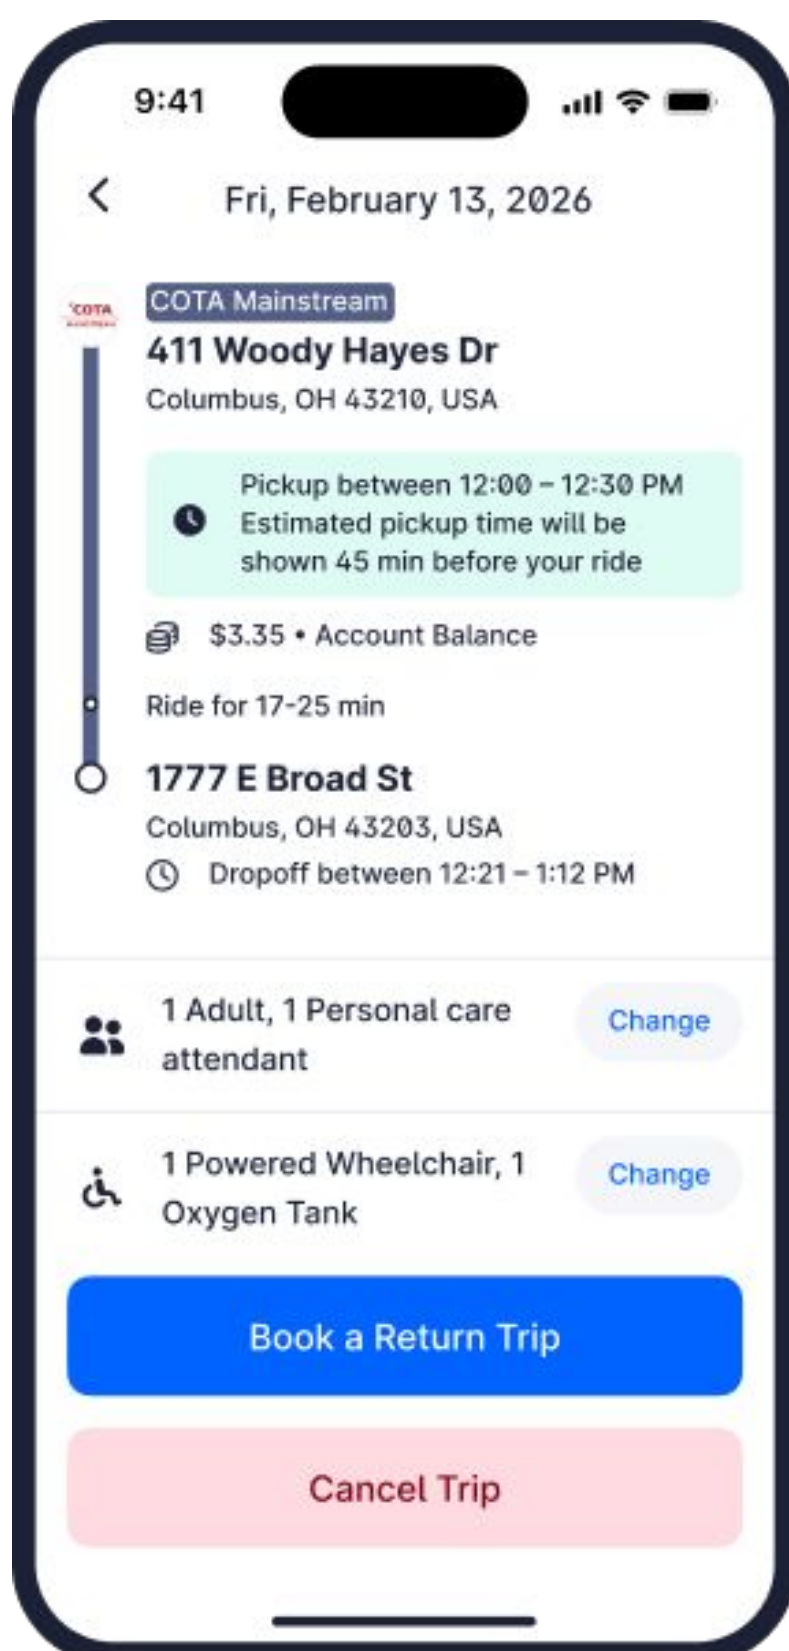 9:41
Fri, February 13, 2026
COTA
COTA Mainstream
411 Woody Hayes Dr
Columbus, OH 43210, USA
Pickup between 12:00 – 12:30 PM
Estimated pickup time will be
shown 45 min before your ride
$3.35 • Account Balance
Ride for 17-25 min
1777 E Broad St
Columbus, OH 43203, USA
Dropoff between 12:21 – 1:12 PM
1 Adult, 1 Personal care
attendant
Change
1 Powered Wheelchair, 1
Oxygen Tank
Change
Book a Return Trip
Cancel Trip